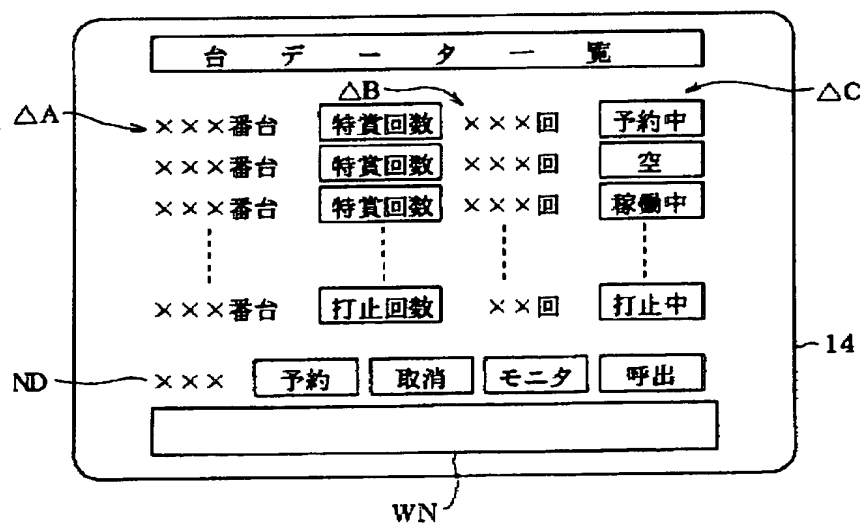 台データ一覧
△A △B △C
×××番台 特賞回数 ×××回 予約中
×××番台 特賞回数 ×××回 空
×××番台 特賞回数 ×××回 稼働中
×××番台 打止回数 ××回 打止中
14
ND ××× 予約 取消 モニタ 呼出
WN